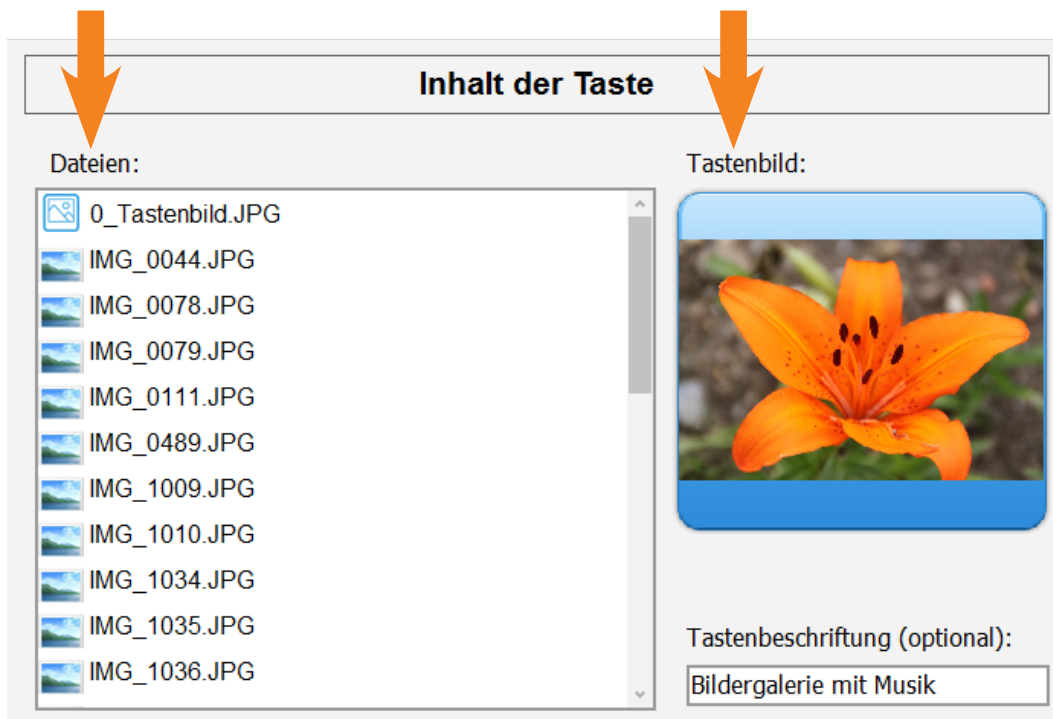 Inhalt der Taste
Dateien:
0_Tastenbild.JPG
IMG_0044.JPG
IMG_0078.JPG
IMG_0079.JPG
IMG_0111.JPG
IMG_0489.JPG
IMG_1009.JPG
IMG_1010.JPG
IMG_1034.JPG
IMG_1035.JPG
IMG_1036.JPG
Tastenbild:
Tastenbeschriftung (optional):
Bildergalerie mit Musik